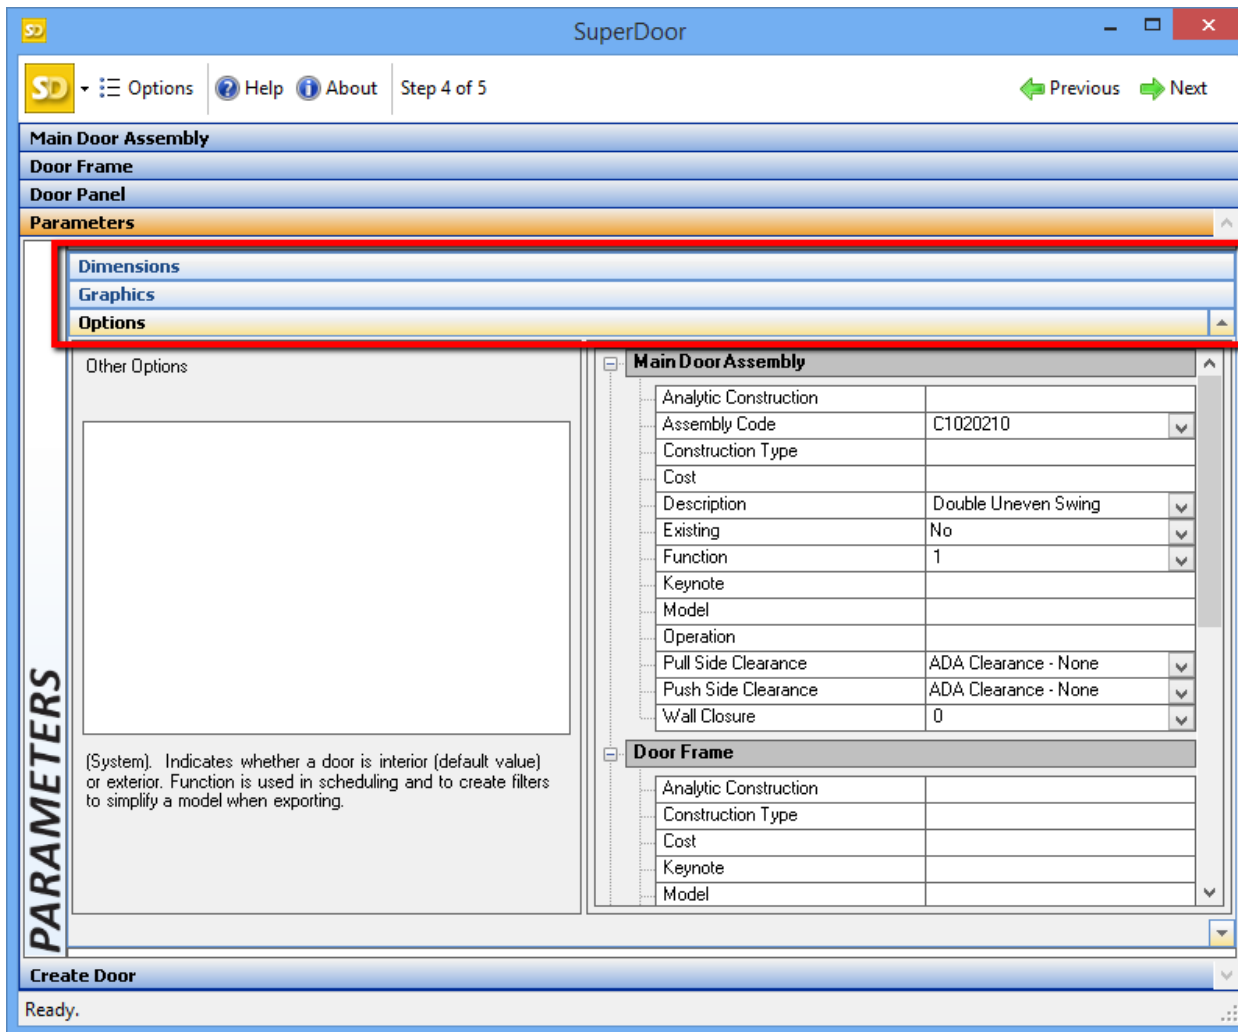 SD
SuperDoor
SD Options Help About Step 4 of 5 Previous Next
Main Door Assembly
Door Frame
Door Panel
Parameters
PARAMETERS
Dimensions
Graphics
Options
Other Options
(System). Indicates whether a door is interior (default value)
or exterior. Function is used in scheduling and to create filters
to simplify a model when exporting.
Main Door Assembly
Analytic Construction
Assembly Code C1020210
Construction Type
Cost
Description Double Uneven Swing
Existing No
Function 1
Keynote
Model
Operation
Pull Side Clearance ADA Clearance - None
Push Side Clearance ADA Clearance - None
Wall Closure 0
Door Frame
Analytic Construction
Construction Type
Cost
Keynote
Model
Create Door
Ready.